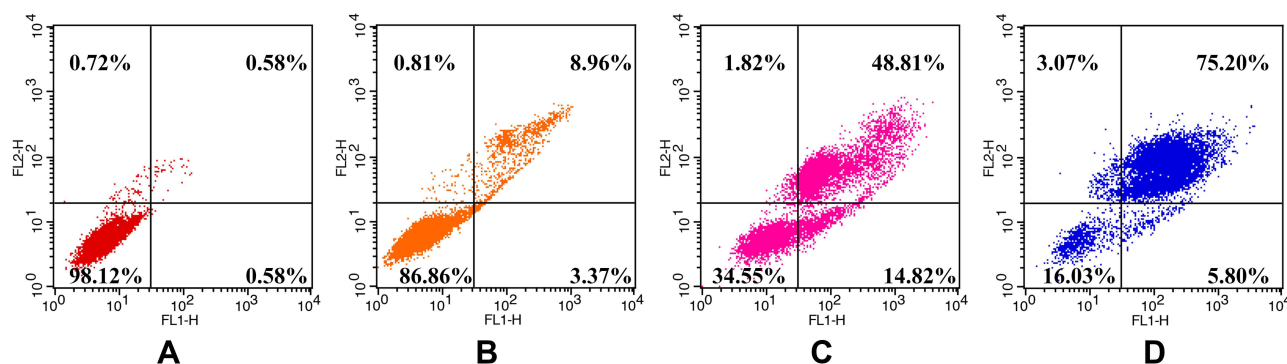 10⁴
10³
10²
10¹
10⁰
FL2-H
0.72%
0.58%
98.12%
0.58%
10⁰ 10¹ 10² 10³ 10⁴
FL1-H
A
10⁴
10³
10²
10¹
10⁰
FL2-H
0.81%
8.96%
86.86%
3.37%
10⁰ 10¹ 10² 10³ 10⁴
FL1-H
B
10⁴
10³
10²
10¹
10⁰
FL2-H
1.82%
48.81%
34.55%
14.82%
10⁰ 10¹ 10² 10³ 10⁴
FL1-H
C
10⁴
10³
10²
10¹
10⁰
FL2-H
3.07%
75.20%
16.03%
5.80%
10⁰ 10¹ 10² 10³ 10⁴
FL1-H
D